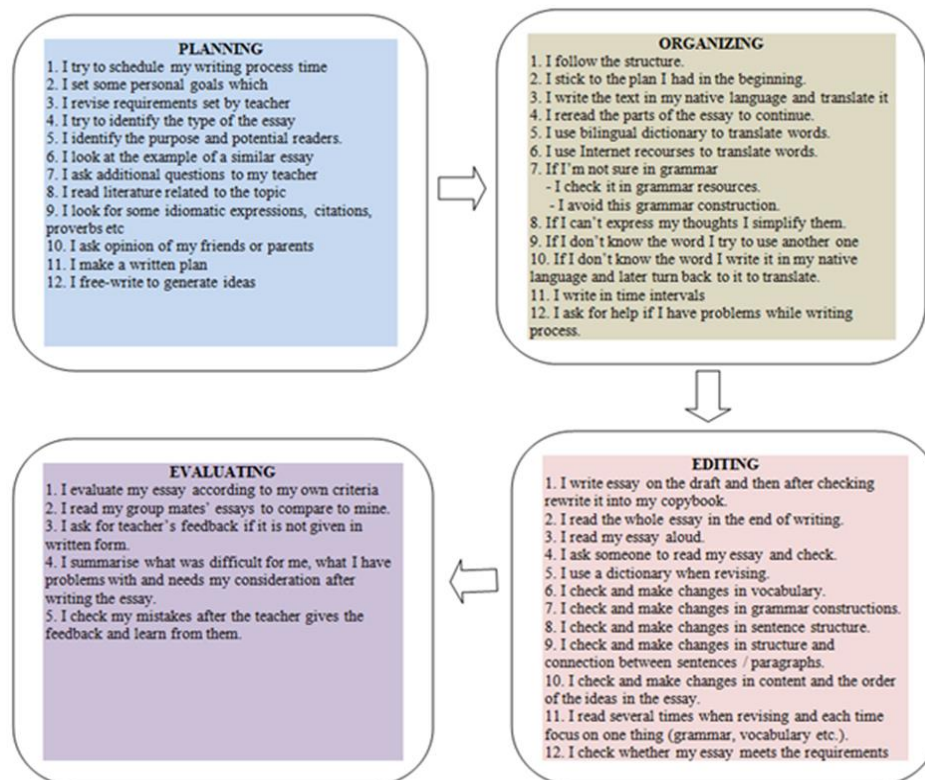 PLANNING
1. I try to schedule my writing process time
2. I set some personal goals which
3. I revise requirements set by teacher
4. I try to identify the type of the essay
5. I identify the purpose and potential readers.
6. I look at the example of a similar essay
7. I ask additional questions to my teacher
8. I read literature related to the topic
9. I look for some idiomatic expressions, citations,
proverbs etc
10. I ask opinion of my friends or parents
11. I make a written plan
12. I free-write to generate ideas
ORGANIZING
1. I follow the structure.
2. I stick to the plan I had in the beginning.
3. I write the text in my native language and translate it
4. I reread the parts of the essay to continue.
5. I use bilingual dictionary to translate words.
6. I use Internet recourses to translate words.
7. If I'm not sure in grammar
- I check it in grammar resources.
- I avoid this grammar construction.
8. If I can't express my thoughts I simplify them.
9. If I don't know the word I try to use another one
10. If I don't know the word I write it in my native
language and later turn back to it to translate.
11. I write in time intervals
12. I ask for help if I have problems while writing
process.
EVALUATING
1. I evaluate my essay according to my own criteria
2. I read my group mates' essays to compare to mine.
3. I ask for teacher's feedback if it is not given in
written form.
4. I summarise what was difficult for me, what I have
problems with and needs my consideration after
writing the essay.
5. I check my mistakes after the teacher gives the
feedback and learn from them.
EDITING
1. I write essay on the draft and then after checking
rewrite it into my copybook.
2. I read the whole essay in the end of writing.
3. I read my essay aloud.
4. I ask someone to read my essay and check.
5. I use a dictionary when revising.
6. I check and make changes in vocabulary.
7. I check and make changes in grammar constructions.
8. I check and make changes in sentence structure.
9. I check and make changes in structure and
connection between sentences / paragraphs.
10. I check and make changes in content and the order
of the ideas in the essay.
11. I read several times when revising and each time
focus on one thing (grammar, vocabulary etc.).
12. I check whether my essay meets the requirements